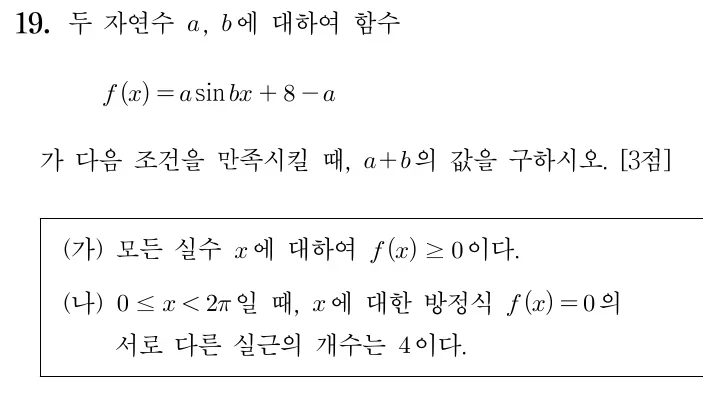 19. 두 자연수 a, b에 대하여 함수
f(x)=asinbx+8-a
가 다음 조건을 만족시킬 때, a+b의 값을 구하시오. [3점]
(가) 모든 실수 x에 대하여 f(x)≥0이다.
(나) 0≤x<2π일 때, x에 대한 방정식 f(x)=0의
서로 다른 실근의 개수는 4이다.